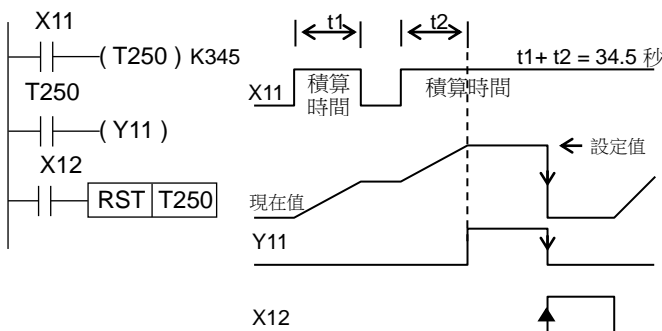 X11
( T250 ) K345
T250
( Y11 )
X12
RST T250
t1
t2
t1+ t2 = 34.5 秒
X11
積算
時間
積算時間
設定值
現在值
Y11
X12